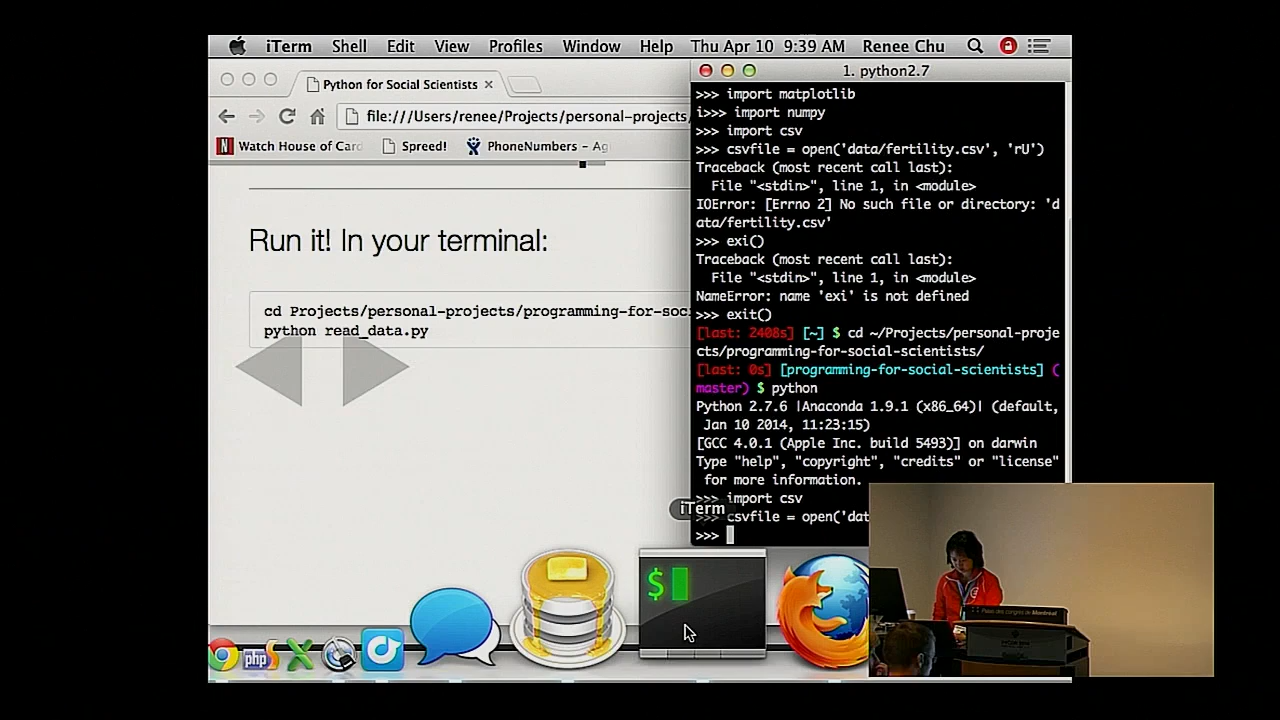 iTerm Shell Edit View Profiles Window Help Thu Apr 10 9:39 AM Renee Chu
Python for Social Scientists
file:///Users/renee/Projects/personal-projects/
Watch House of Card Spreed! PhoneNumbers - Ag
Run it! In your terminal:
cd Projects/personal-projects/programming-for-soci
python read_data.py
1. python2.7
>>> import matplotlib
i>>> import numpy
>>> import csv
>>> csvfile = open('data/fertility.csv', 'rU')
Traceback (most recent call last):
File "<stdin>", line 1, in <module>
IOError: [Errno 2] No such file or directory: 'd
ata/fertility.csv'
>>> exi()
Traceback (most recent call last):
File "<stdin>", line 1, in <module>
NameError: name 'exi' is not defined
>>> exit()
[last: 2408s] [~] $ cd ~/Projects/personal-proje
cts/programming-for-social-scientists/
[last: 0s] [programming-for-social-scientists] (
master) $ python
Python 2.7.6 |Anaconda 1.9.1 (x86_64)| (default,
Jan 10 2014, 11:23:15)
[GCC 4.0.1 (Apple Inc. build 5493)] on darwin
Type "help", "copyright", "credits" or "license"
for more information.
>>> import csv
>>> csvfile = open('dat
>>>
iTerm
$
php
Palais des congrès de Montréal